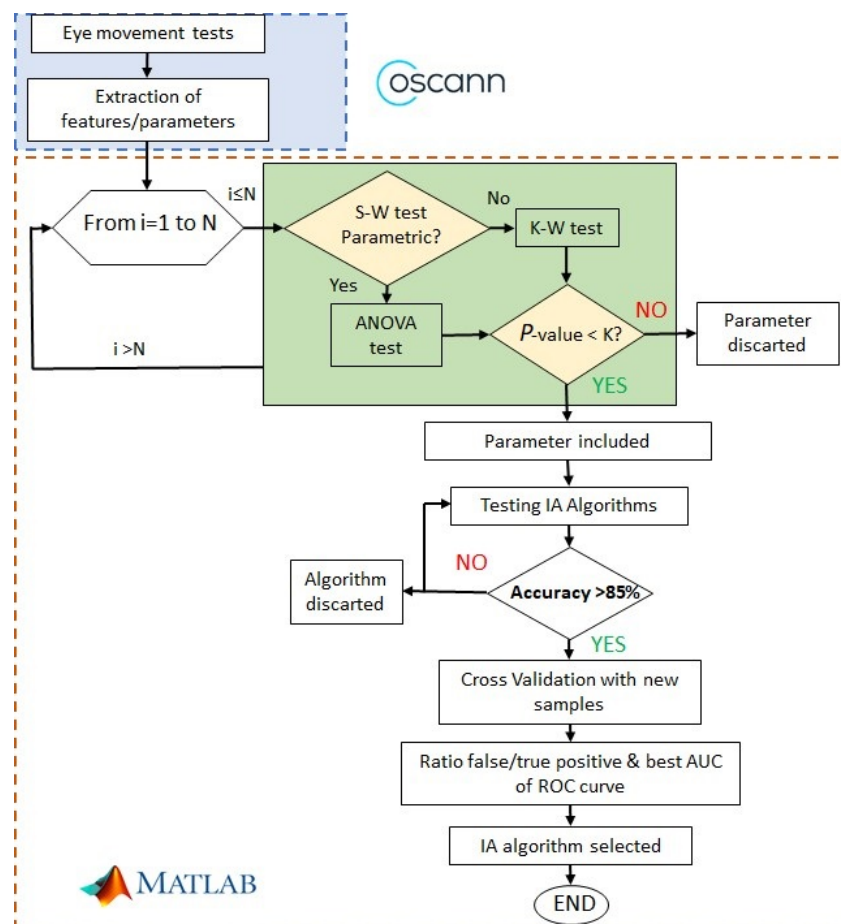 Eye movement tests
Extraction of
features/parameters
oscann
From i=1 to N
i≤N
S-W test
Parametric?
No
K-W test
Yes
ANOVA
test
P-value < K?
NO
Parameter
discarted
i >N
YES
Parameter included
Testing IA Algorithms
NO
Algorithm
discarted
Accuracy >85%
YES
Cross Validation with new
samples
Ratio false/true positive & best AUC
of ROC curve
IA algorithm selected
MATLAB
END